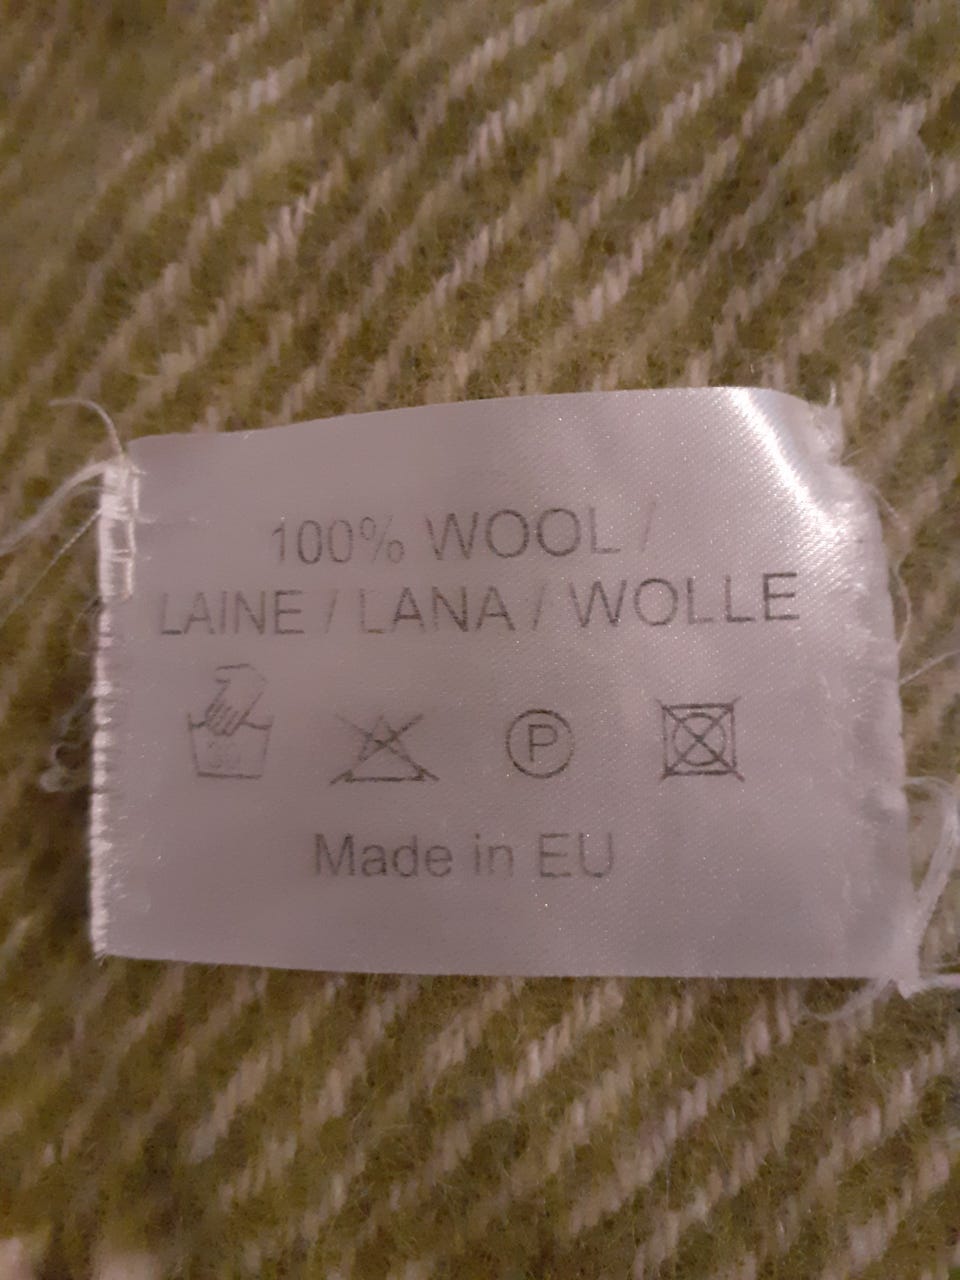 100% WOOL /
LAINE / LANA / WOLLE
P
Made in EU